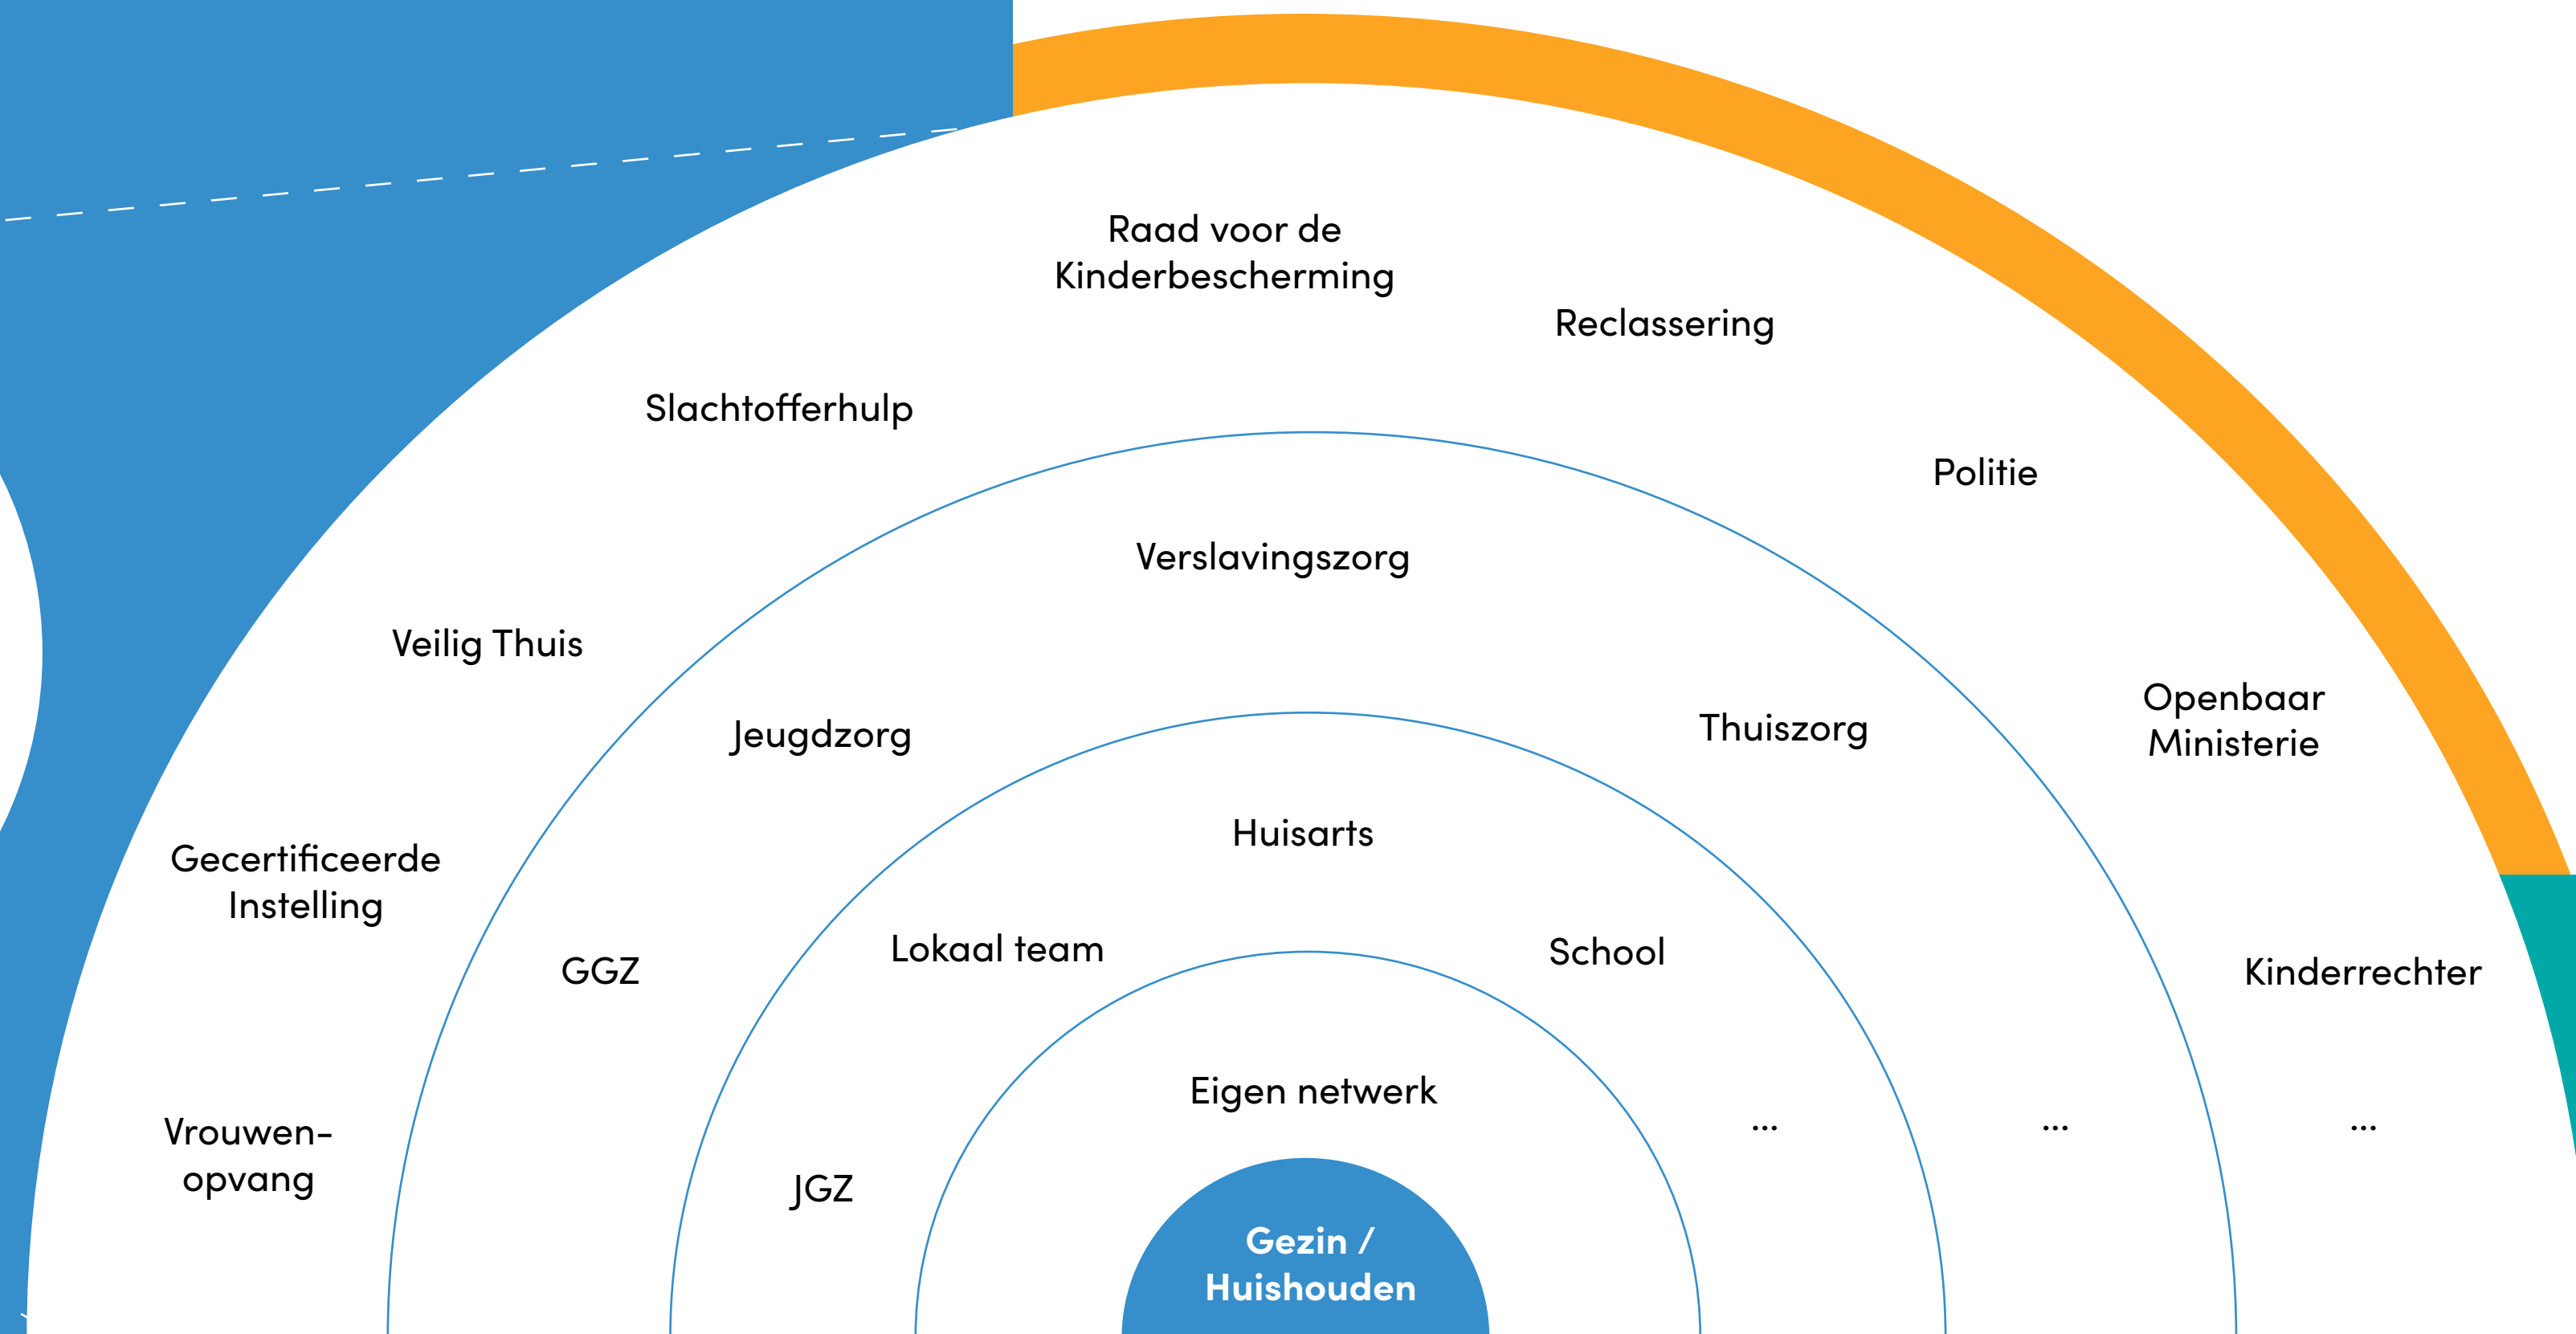 Raad voor de
Kinderbescherming
Reclassering
Slachtofferhulp
Politie
Verslavingszorg
Veilig Thuis
Openbaar
Ministerie
Jeugdzorg
Thuiszorg
Huisarts
Gecertificeerde
Instelling
Lokaal team
School
GGZ
Kinderrechter
Eigen netwerk
Vrouwen-
opvang
...
...
...
JGZ
Gezin /
Huishouden